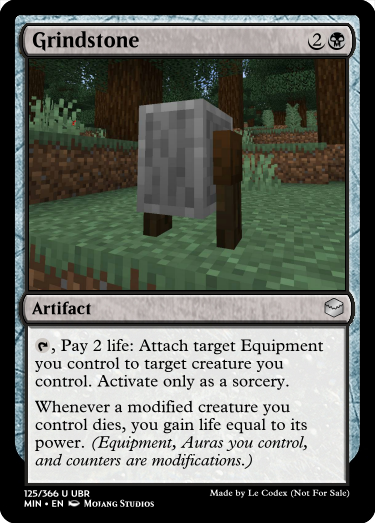 Grindstone 2
Artifact
, Pay 2 life: Attach target Equipment
you control to target creature you
control. Activate only as a sorcery.
Whenever a modified creature you
control dies, you gain life equal to its
power. (Equipment, Auras you control,
and counters are modifications.)
125/366 U UBR
Made by Le Codex (Not For Sale)
MIN • EN Mojang Studios